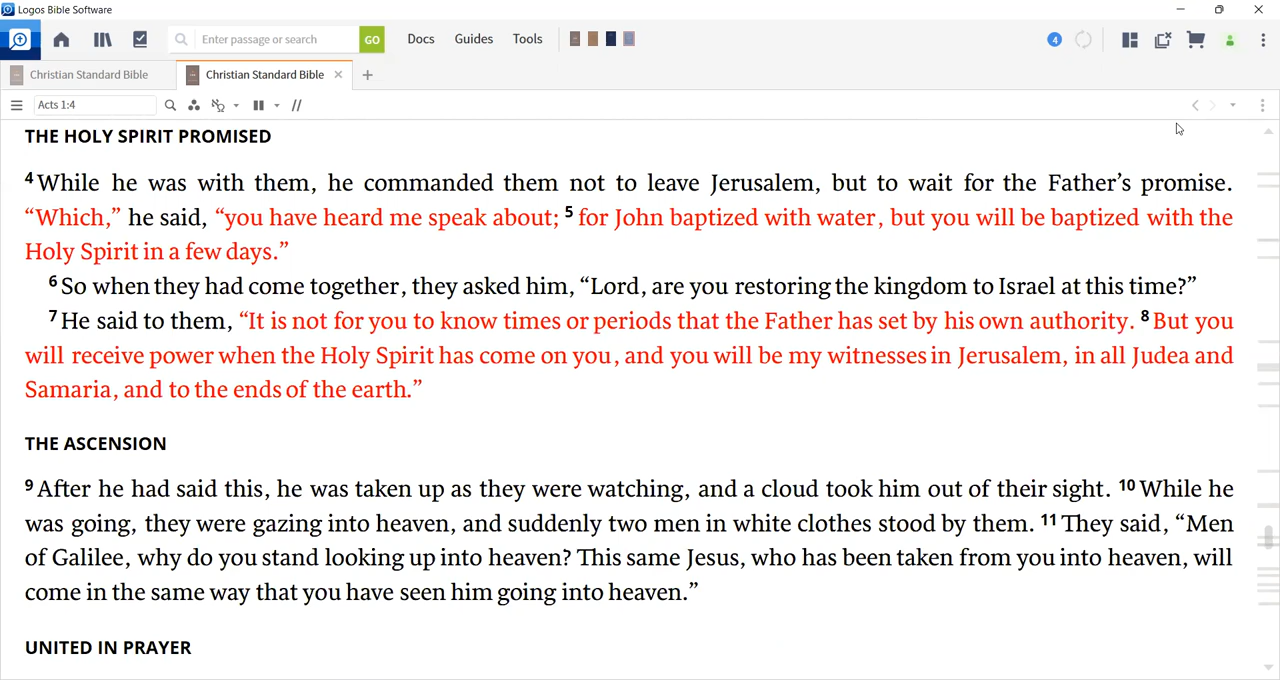 Logos Bible Software
Enter passage or search
GO
Docs
Guides
Tools
4
Christian Standard Bible
Christian Standard Bible
Acts 1:4
THE HOLY SPIRIT PROMISED
4 While he was with them, he commanded them not to leave Jerusalem, but to wait for the Father’s promise.
“Which,” he said, “you have heard me speak about; 5 for John baptized with water, but you will be baptized with the
Holy Spirit in a few days.”
6 So when they had come together, they asked him, “Lord, are you restoring the kingdom to Israel at this time?”
7 He said to them, “It is not for you to know times or periods that the Father has set by his own authority. 8 But you
will receive power when the Holy Spirit has come on you, and you will be my witnesses in Jerusalem, in all Judea and
Samaria, and to the ends of the earth.”
THE ASCENSION
9 After he had said this, he was taken up as they were watching, and a cloud took him out of their sight. 10 While he
was going, they were gazing into heaven, and suddenly two men in white clothes stood by them. 11 They said, “Men
of Galilee, why do you stand looking up into heaven? This same Jesus, who has been taken from you into heaven, will
come in the same way that you have seen him going into heaven.”
UNITED IN PRAYER